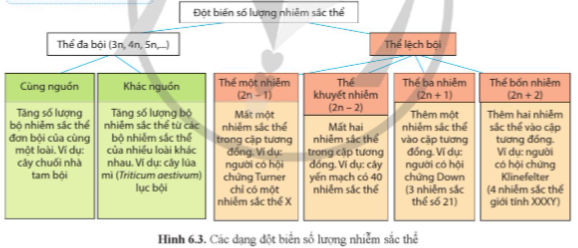 Đột biến số lượng nhiễm sắc thể
Thể đa bội (3n, 4n, 5n,...)
Thể lệch bội
Cùng nguồn
Tăng số lượng
bộ nhiễm sắc thể
đơn bội của cùng
một loài. Ví dụ:
cây chuối nhà
tam bội
Khác nguồn
Tăng số lượng bộ
nhiễm sắc thể từ các
bộ nhiễm sắc thể
của nhiều loài khác
nhau. Ví dụ: cây lúa
mì (Triticum aestivum)
lục bội
Thể một nhiễm
(2n – 1)
Mất một
nhiễm sắc thể
trong cặp tương
đồng. Ví dụ:
người có hội
chứng Turner
chỉ có một
nhiễm sắc thể X
Thể
khuyết nhiễm
(2n – 2)
Mất hai
nhiễm sắc thể
trong cặp tương
đồng. Ví dụ: cây
yến mạch có 40
nhiễm sắc thể
Thể ba nhiễm
(2n + 1)
Thêm một
nhiễm sắc thể
vào cặp tương
đồng. Ví dụ:
người có hội
chứng Down
(3 nhiễm sắc
thể số 21)
Thể bốn nhiễm
(2n + 2)
Thêm hai nhiễm
sắc thể vào cặp
tương đồng.
Ví dụ: người
có hội chứng
Klinefelter
(4 nhiễm sắc thể
giới tính XXXY)
Hình 6.3. Các dạng đột biến số lượng nhiễm sắc thể